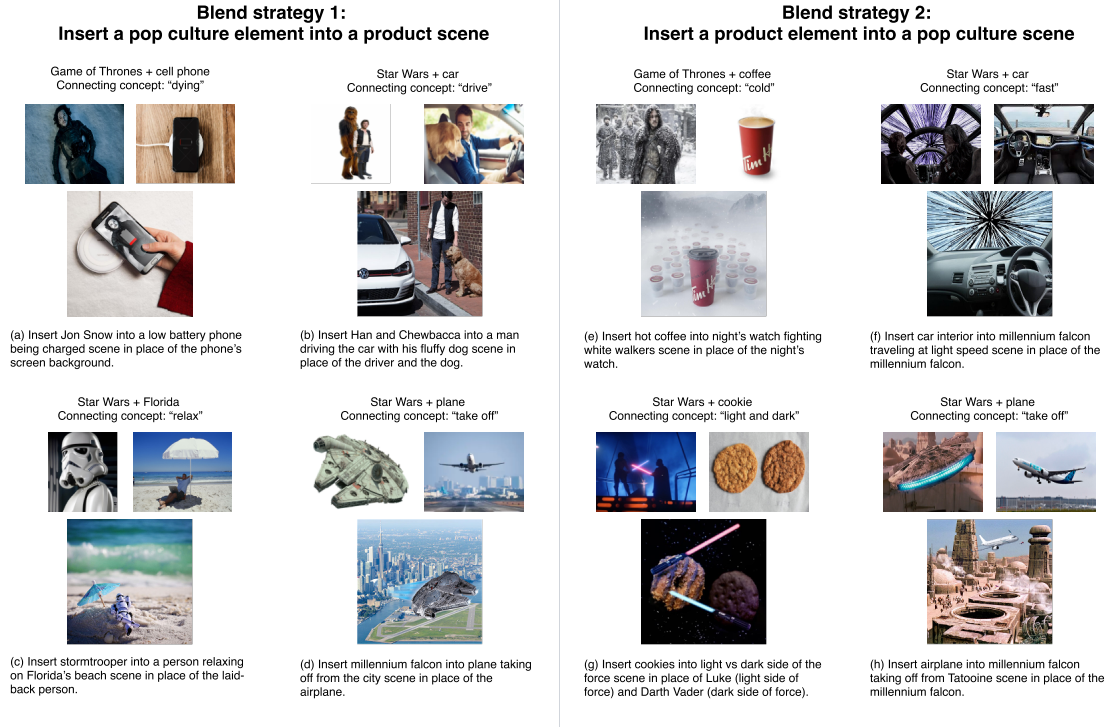 Blend strategy 1:
Insert a pop culture element into a product scene
Game of Thrones + cell phone
Connecting concept: “dying”
Star Wars + car
Connecting concept: “drive”
(a) Insert Jon Snow into a low battery phone
being charged scene in place of the phone’s
screen background.
(b) Insert Han and Chewbacca into a man
driving the car with his fluffy dog scene in
place of the driver and the dog.
Star Wars + Florida
Connecting concept: “relax”
Star Wars + plane
Connecting concept: “take off”
(c) Insert stormtrooper into a person relaxing
on Florida’s beach scene in place of the laid-
back person.
(d) Insert millennium falcon into plane taking
off from the city scene in place of the
airplane.
Blend strategy 2:
Insert a product element into a pop culture scene
Game of Thrones + coffee
Connecting concept: “cold”
Star Wars + car
Connecting concept: “fast”
Tim H
Tim H
(e) Insert hot coffee into night’s watch fighting
white walkers scene in place of the night’s
watch.
(f) Insert car interior into millennium falcon
traveling at light speed scene in place of the
millennium falcon.
Star Wars + cookie
Connecting concept: “light and dark”
Star Wars + plane
Connecting concept: “take off”
(g) Insert cookies into light vs dark side of the
force scene in place of Luke (light side of
force) and Darth Vader (dark side of force).
(h) Insert airplane into millennium falcon
taking off from Tatooine scene in place of the
millennium falcon.